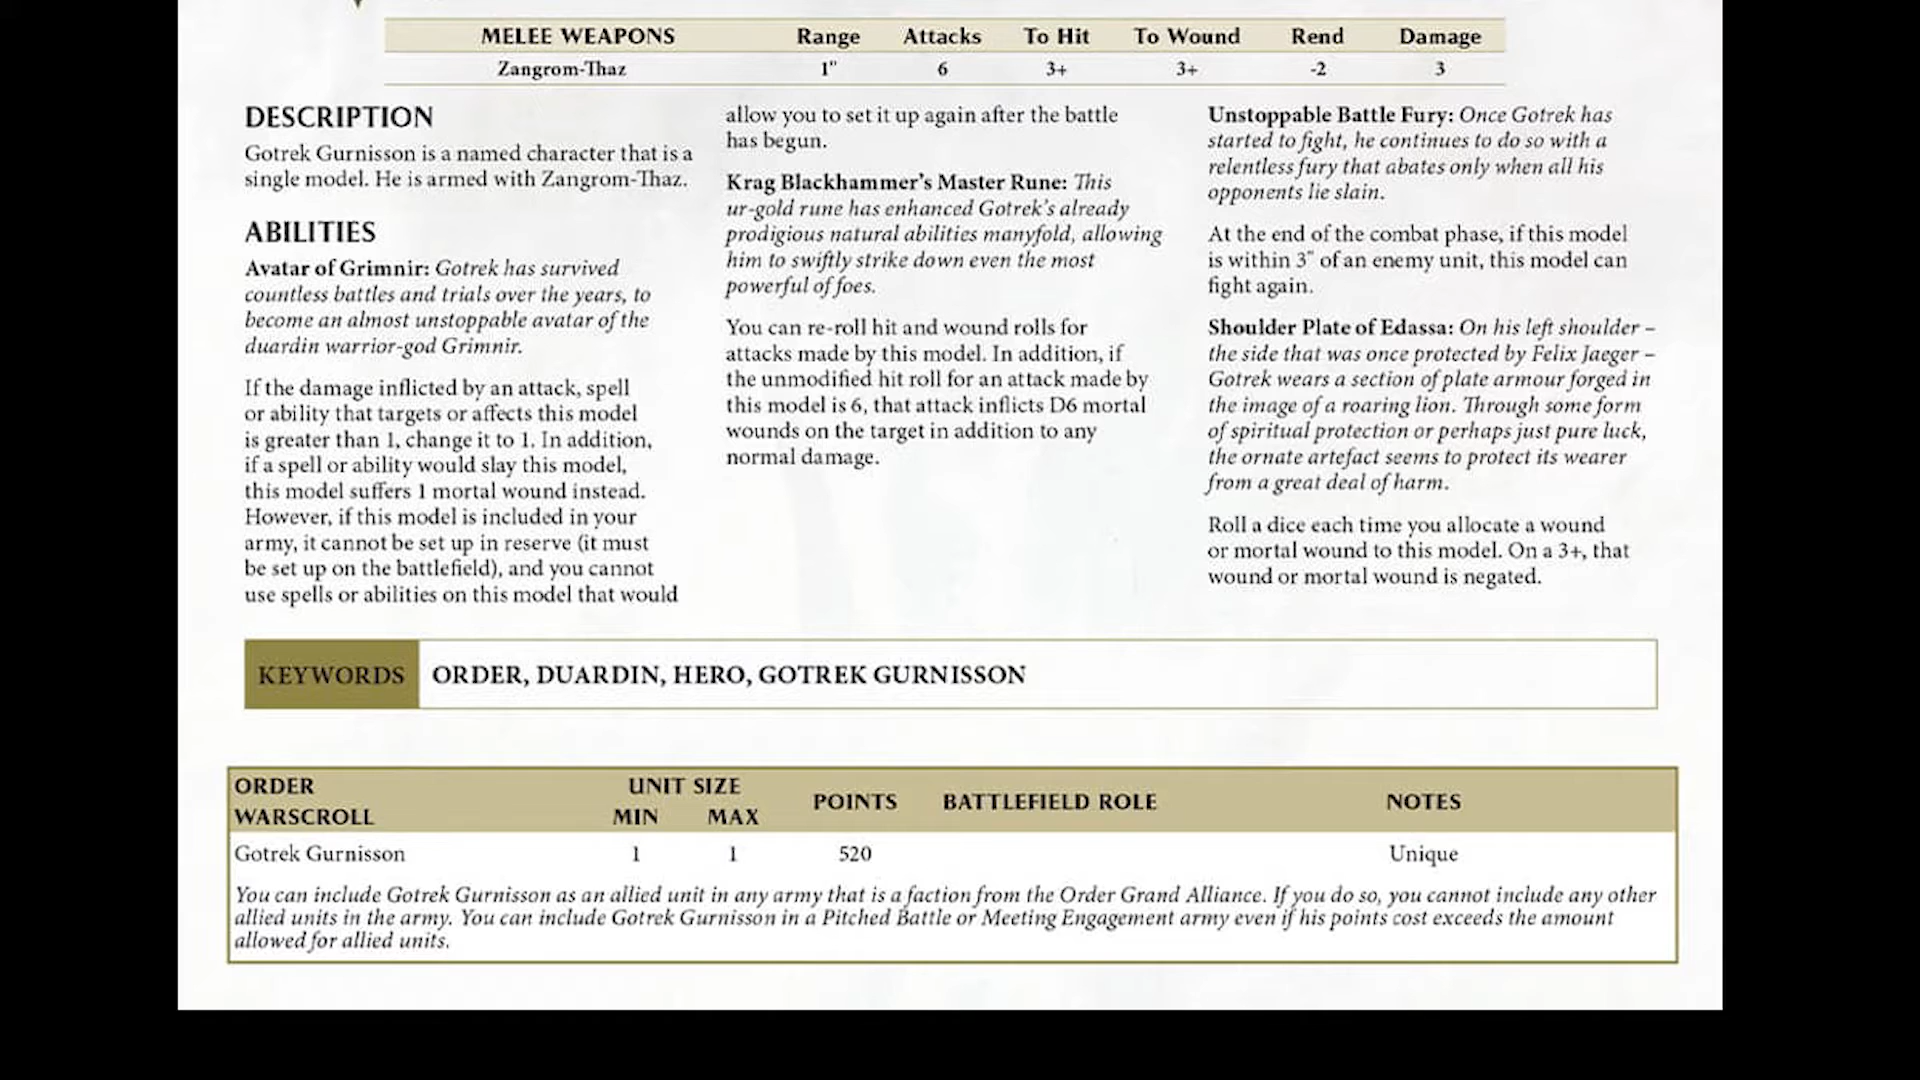 MELEE WEAPONS Range Attacks To Hit To Wound Rend Damage
Zangrom-Thaz 1" 6 3+ 3+ -2 3
DESCRIPTION
Gotrek Gurnisson is a named character that is a
single model. He is armed with Zangrom-Thaz.
ABILITIES
Avatar of Grimnir: Gotrek has survived
countless battles and trials over the years, to
become an almost unstoppable avatar of the
duardin warrior-god Grimnir.
If the damage inflicted by an attack, spell
or ability that targets or affects this model
is greater than 1, change it to 1. In addition,
if a spell or ability would slay this model,
this model suffers 1 mortal wound instead.
However, if this model is included in your
army, it cannot be set up in reserve (it must
be set up on the battlefield), and you cannot
use spells or abilities on this model that would
allow you to set it up again after the battle
has begun.
Krag Blackhammer's Master Rune: This
ur-gold rune has enhanced Gotrek's already
prodigious natural abilities manyfold, allowing
him to swiftly strike down even the most
powerful of foes.
You can re-roll hit and wound rolls for
attacks made by this model. In addition, if
the unmodified hit roll for an attack made by
this model is 6, that attack inflicts D6 mortal
wounds on the target in addition to any
normal damage.
Unstoppable Battle Fury: Once Gotrek has
started to fight, he continues to do so with a
relentless fury that abates only when all his
opponents lie slain.
At the end of the combat phase, if this model
is within 3" of an enemy unit, this model can
fight again.
Shoulder Plate of Edassa: On his left shoulder –
the side that was once protected by Felix Jaeger –
Gotrek wears a section of plate armour forged in
the image of a roaring lion. Through some form
of spiritual protection or perhaps just pure luck,
the ornate artefact seems to protect its wearer
from a great deal of harm.
Roll a dice each time you allocate a wound
or mortal wound to this model. On a 3+, that
wound or mortal wound is negated.
KEYWORDS ORDER, DUARDIN, HERO, GOTREK GURNISSON
ORDER UNIT SIZE
WARSCROLL MIN MAX POINTS BATTLEFIELD ROLE NOTES
Gotrek Gurnisson 1 1 520 Unique
You can include Gotrek Gurnisson as an allied unit in any army that is a faction from the Order Grand Alliance. If you do so, you cannot include any other
allied units in the army. You can include Gotrek Gurnisson in a Pitched Battle or Meeting Engagement army even if his points cost exceeds the amount
allowed for allied units.